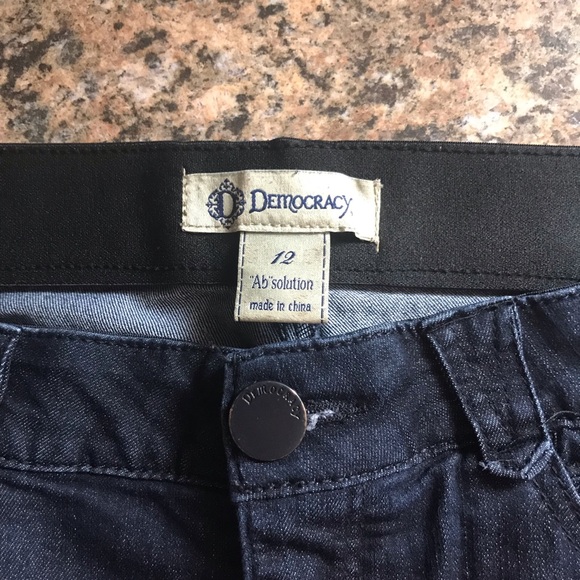 D DEMOCRACY
12
"Ab"solution
made in china
DEMOCRACY